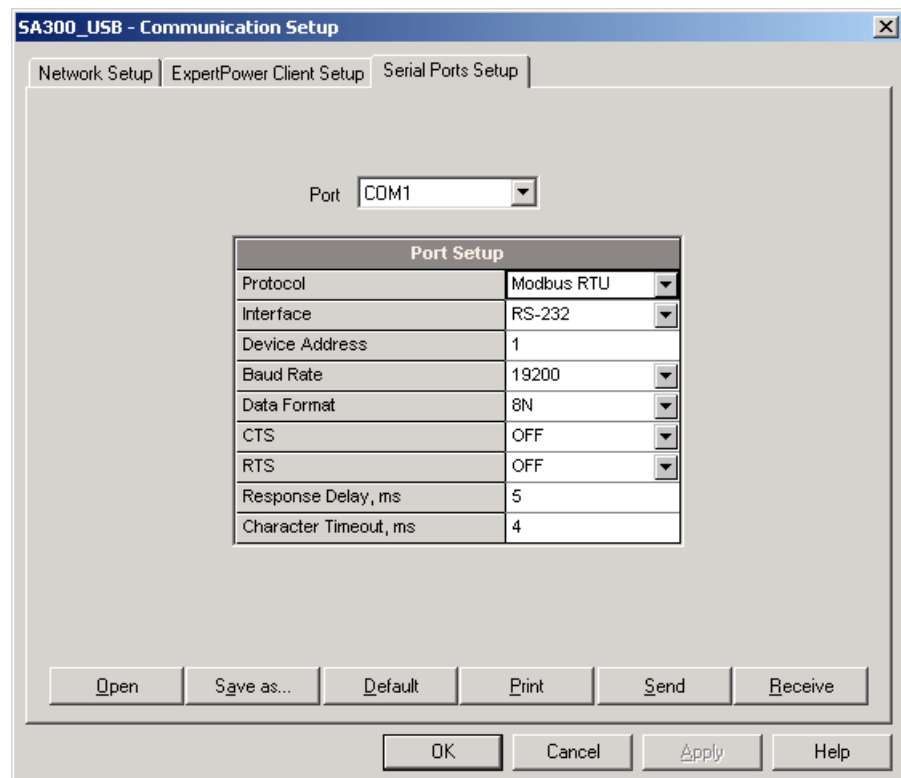 SA300_USB - Communication Setup
Network Setup ExpertPower Client Setup Serial Ports Setup
Port COM1
Port Setup
Protocol Modbus RTU
Interface RS-232
Device Address 1
Baud Rate 19200
Data Format 8N
CTS OFF
RTS OFF
Response Delay, ms 5
Character Timeout, ms 4
Open Save as... Default Print Send Receive
OK Cancel Apply Help